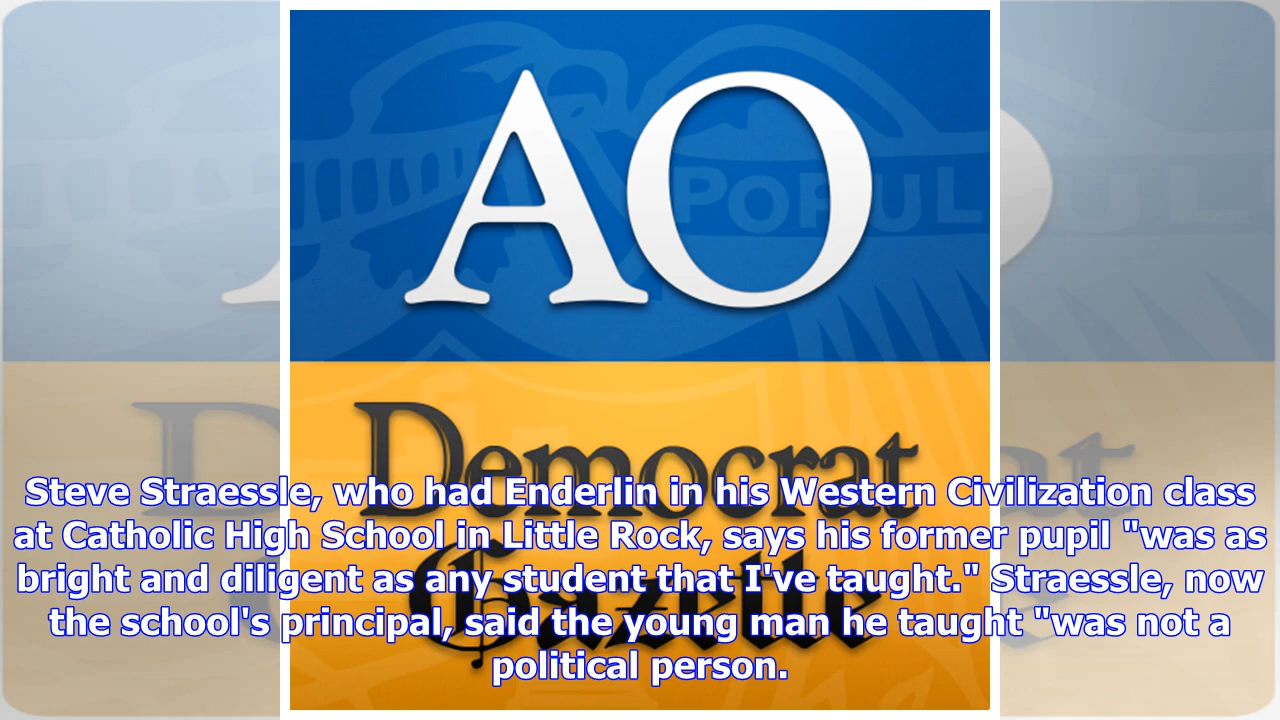 AO
POPUL
Democrat
Gazette
Steve Straessle, who had Enderlin in his Western Civilization class
at Catholic High School in Little Rock, says his former pupil "was as
bright and diligent as any student that I've taught." Straessle, now
the school's principal, said the young man he taught "was not a
political person.